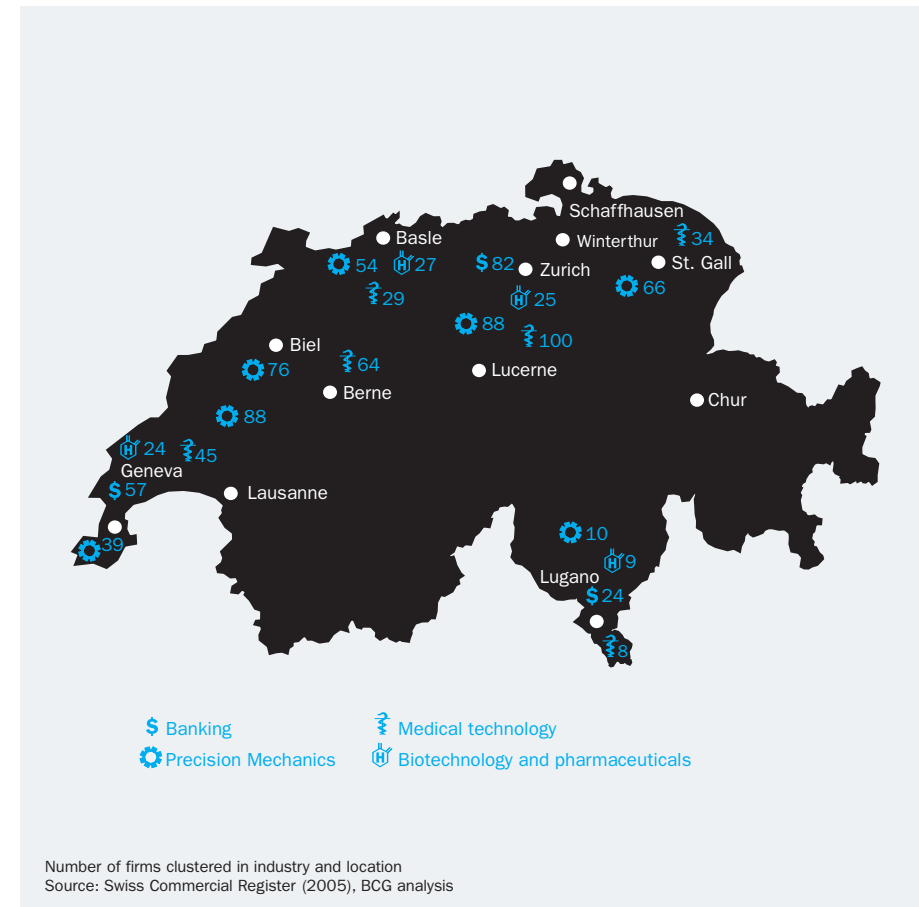 Schaffhausen
Basle
Winterthur
34
54
27
$ 82
Zurich
St. Gall
29
25
66
88
100
Biel
76
64
Lucerne
Berne
Chur
88
24
45
Geneva
$ 57
Lausanne
39
10
9
Lugano
$ 24
8
$ Banking
Medical technology
Precision Mechanics
H Biotechnology and pharmaceuticals
Number of firms clustered in industry and location
Source: Swiss Commercial Register (2005), BCG analysis